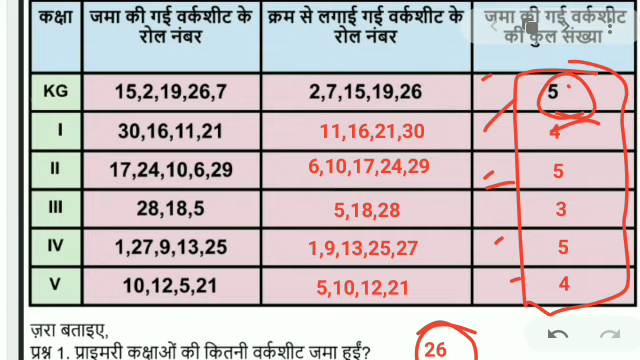 कक्षा जमा की गई वर्कशीट के क्रम से लगाई गई वर्कशीट के जमा की गई वर्कशीट
रोल नंबर रोल नंबर की कुल संख्या
KG 15,2,19,26,7 2,7,15,19,26 5
I 30,16,11,21 11,16,21,30 4
II 17,24,10,6,29 6,10,17,24,29 5
III 28,18,5 5,18,28 3
IV 1,27,9,13,25 1,9,13,25,27 5
V 10,12,5,21 5,10,12,21 4
ज़रा बताइए,
प्रश्न 1. प्राइमरी कक्षाओं की कितनी वर्कशीट जमा हुईं? 26